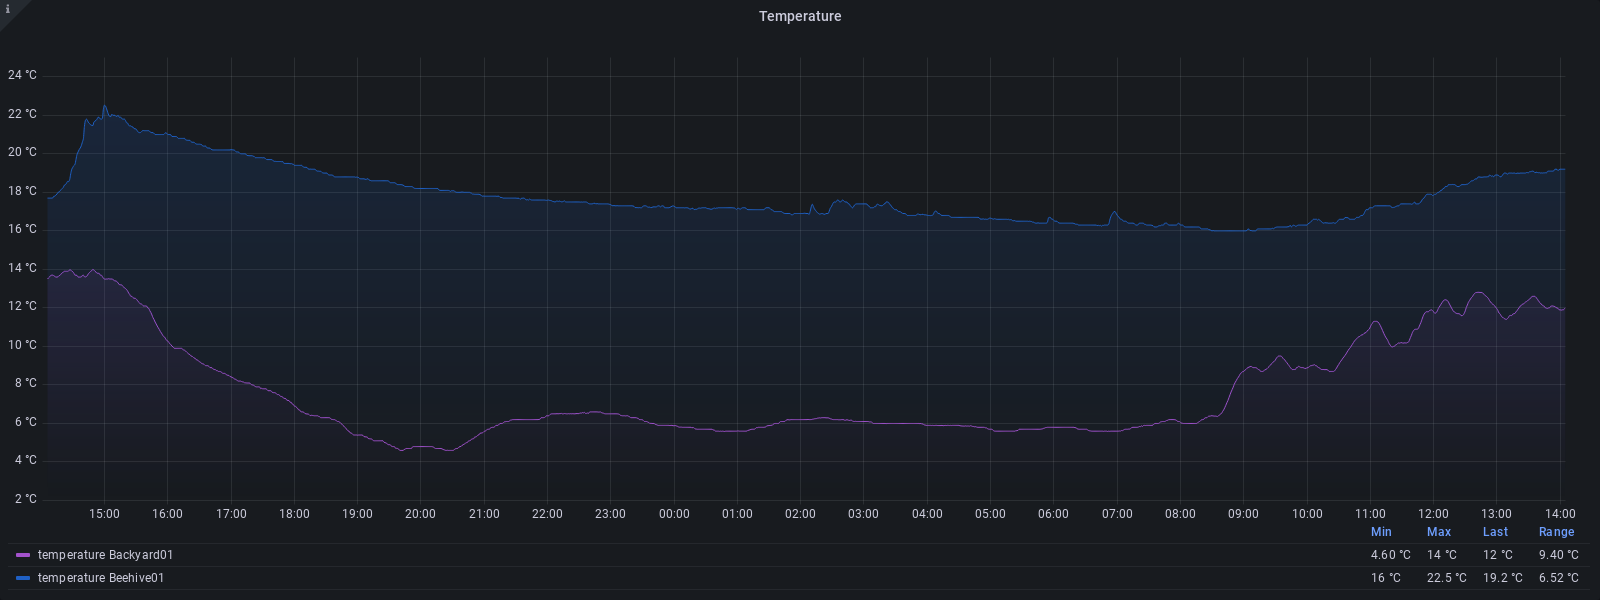 i
Temperature
24 °C
22 °C
20 °C
18 °C
16 °C
14 °C
12 °C
10 °C
8 °C
6 °C
4 °C
2 °C
15:00 16:00 17:00 18:00 19:00 20:00 21:00 22:00 23:00 00:00 01:00 02:00 03:00 04:00 05:00 06:00 07:00 08:00 09:00 10:00 11:00 12:00 13:00 14:00
Min Max Last Range
temperature Backyard01 4.60 °C 14 °C 12 °C 9.40 °C
temperature Beehive01 16 °C 22.5 °C 19.2 °C 6.52 °C